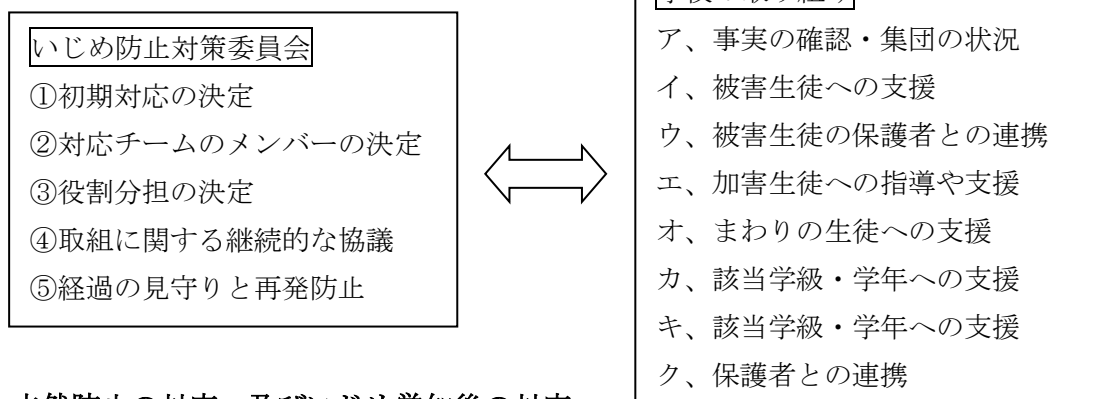 いじめ防止対策委員会
①初期対応の決定
②対応チームのメンバーの決定
③役割分担の決定
④取組に関する継続的な協議
⑤経過の見守りと再発防止
ア、事実の確認・集団の状況
イ、被害生徒への支援
ウ、被害生徒の保護者との連携
エ、加害生徒への指導や支援
オ、まわりの生徒への支援
カ、該当学級・学年への支援
キ、該当学級・学年への支援
ク、保護者との連携